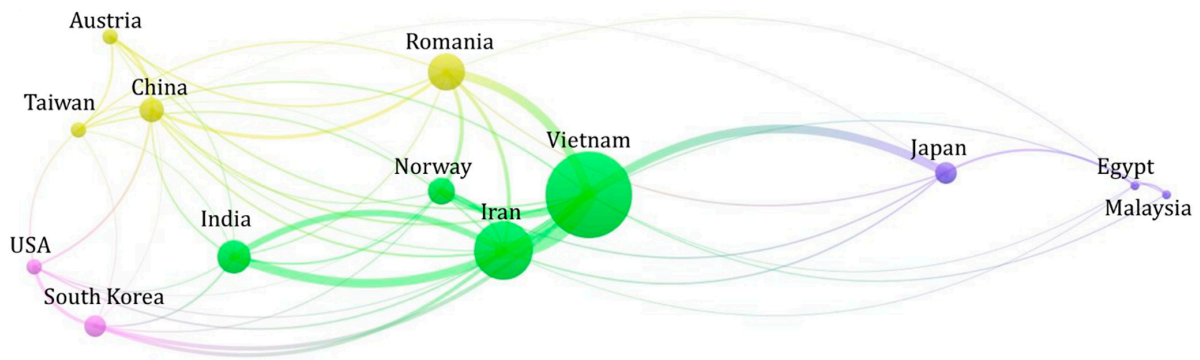 Austria
Romania
China
Taiwan
Vietnam
Japan
Norway
Egypt
Iran
Malaysia
India
USA
South Korea